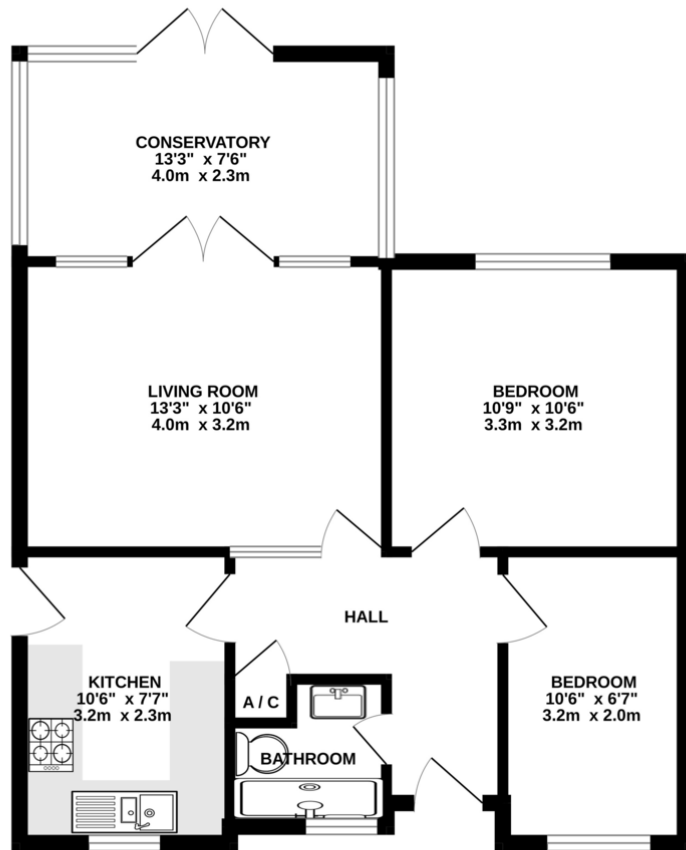 CONSERVATORY
13'3" x 7'6"
4.0m x 2.3m
LIVING ROOM
13'3" x 10'6"
4.0m x 3.2m
BEDROOM
10'9" x 10'6"
3.3m x 3.2m
HALL
KITCHEN
10'6" x 7'7"
3.2m x 2.3m
A / C
BEDROOM
10'6" x 6'7"
3.2m x 2.0m
BATHROOM